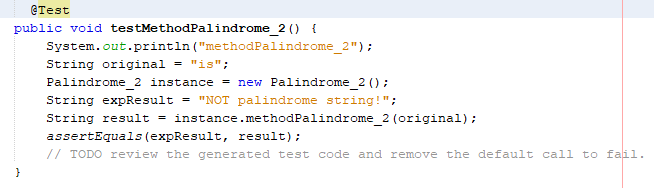 @Test
public void testMethodPalindrome_2() {
System.out.println("methodPalindrome_2");
String original = "is";
Palindrome_2 instance = new Palindrome_2();
String expResult = "NOT palindrome string!";
String result = instance.methodPalindrome_2(original);
assertEquals(expResult, result);
// TODO review the generated test code and remove the default call to fail.
}